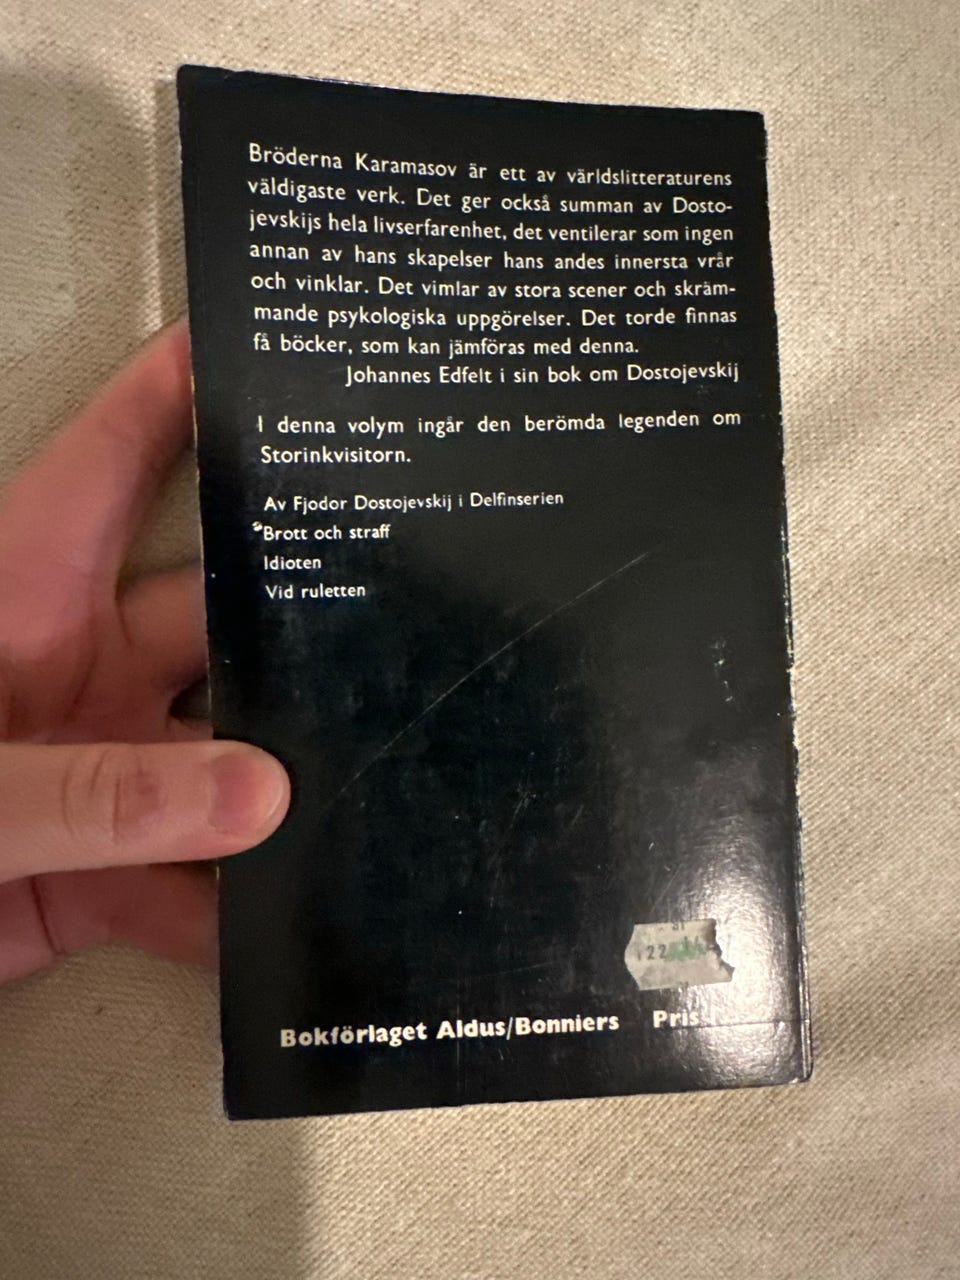 Bröderna Karamasov är ett av världslitteraturens
väldigaste verk. Det ger också summan av Dosto-
jevskijs hela livserfarenhet, det ventilerar som ingen
annan av hans skapelser hans andes innersta vrår
och vinklar. Det vimlar av stora scener och skräm-
mande psykologiska uppgörelser. Det torde finnas
få böcker, som kan jämföras med denna.
Johannes Edfelt i sin bok om Dostojevskij
I denna volym ingår den berömda legenden om
Storinkvisitorn.
Av Fjodor Dostojevskij i Delfinserien
Brott och straff
Idioten
Vid ruletten
Bokförlaget Aldus/Bonniers Pris